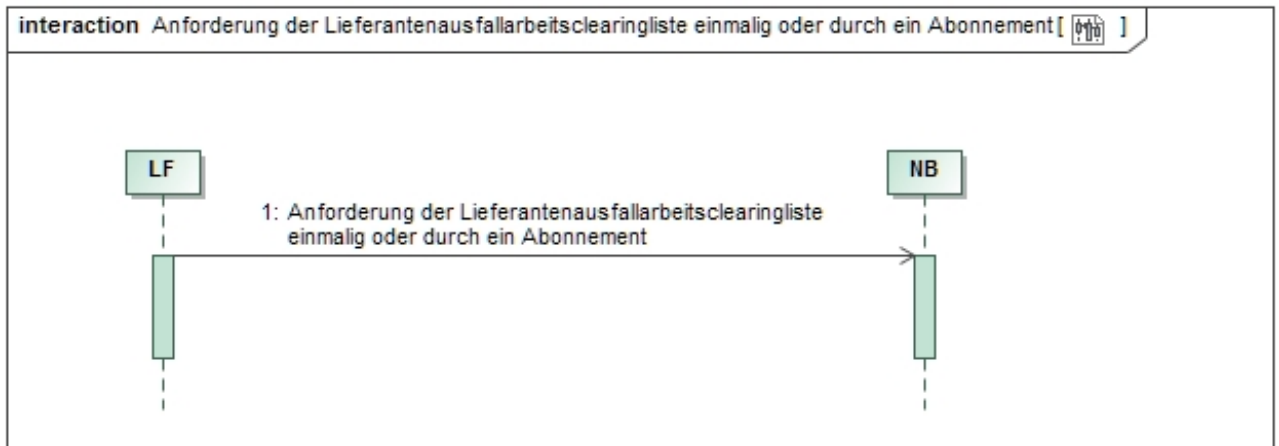 interaction Anforderung der Lieferantenausfallarbeitsclearingliste einmalig oder durch ein Abonnement [ ]
LF
NB
1: Anforderung der Lieferantenausfallarbeitsclearingliste
einmalig oder durch ein Abonnement